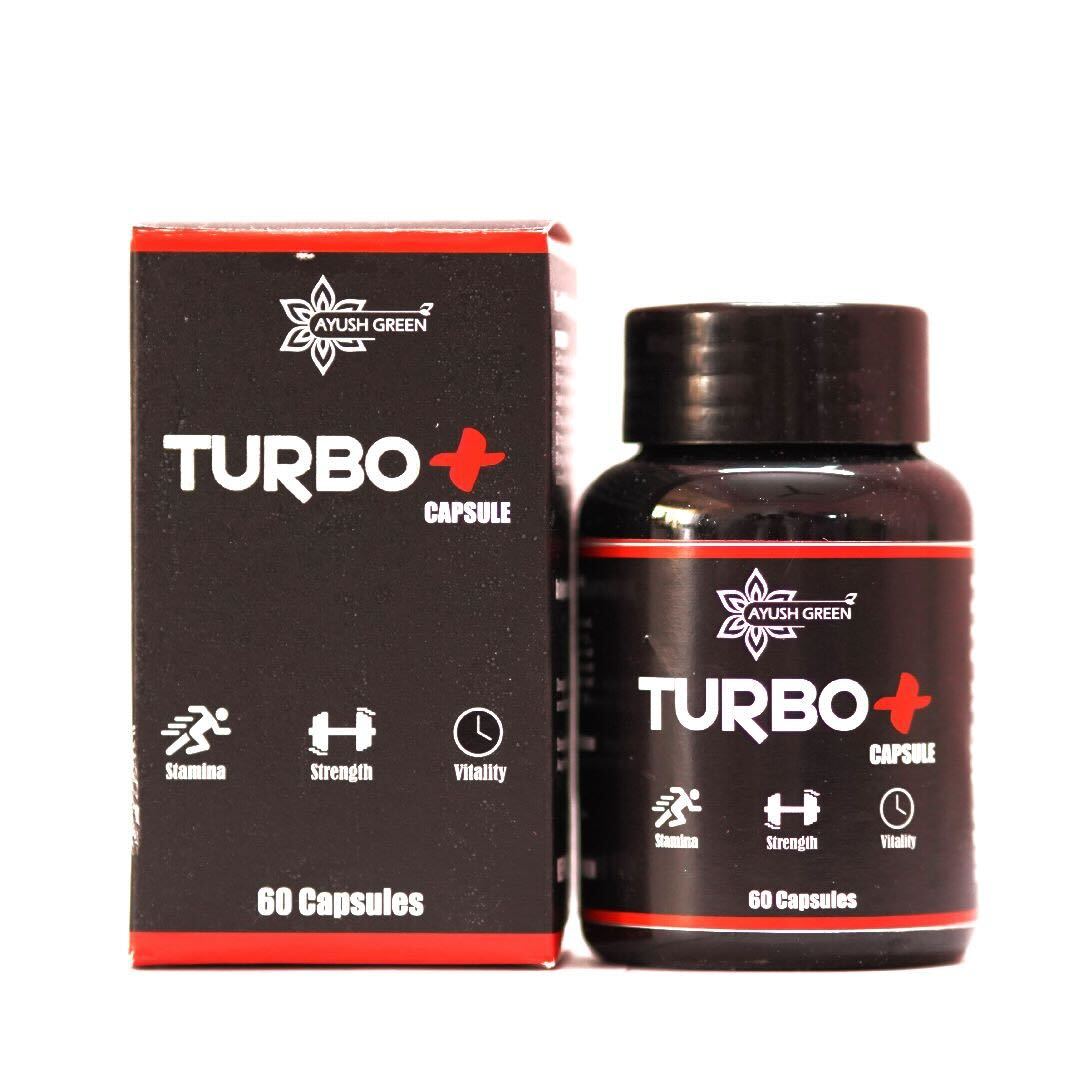 AYUSH GREEN
TURBO+
CAPSULE
Stamina Strength Vitality
60 Capsules
AYUSH GREEN
TURBO+
CAPSULE
Stamina Strength Vitality
60 Capsules